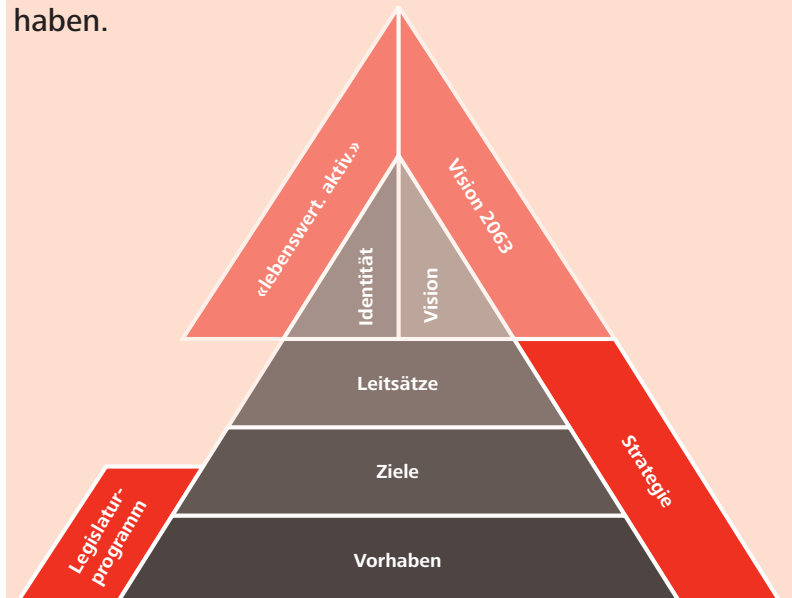 haben.
«lebenswert. aktiv.»
Vision 2063
Identität
Vision
Leitsätze
Ziele
Strategie
Legislatur-
programm
Vorhaben